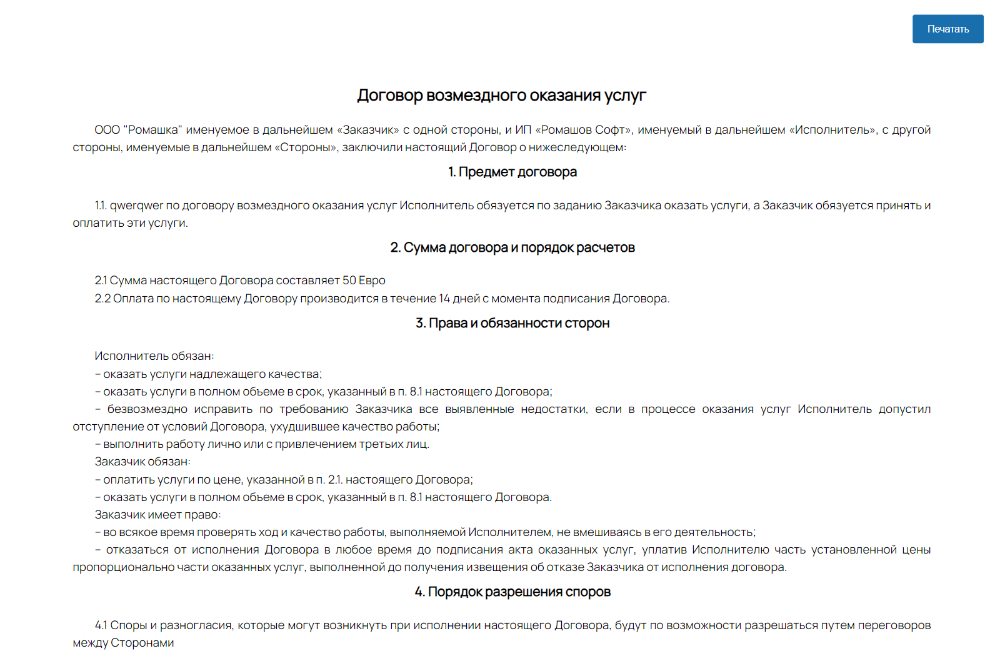 Печатать
Договор возмездного оказания услуг
ООО "Ромашка" именуемое в дальнейшем «Заказчик» с одной стороны, и ИП «Ромашов Софт», именуемый в дальнейшем «Исполнитель», с другой
стороны, именуемые в дальнейшем «Стороны», заключили настоящий Договор о нижеследующем:
1. Предмет договора
1.1. qwerqwer по договору возмездного оказания услуг Исполнитель обязуется по заданию Заказчика оказать услуги, а Заказчик обязуется принять и
оплатить эти услуги.
2. Сумма договора и порядок расчетов
2.1 Сумма настоящего Договора составляет 50 Евро
2.2 Оплата по настоящему Договору производится в течение 14 дней с момента подписания Договора.
3. Права и обязанности сторон
Исполнитель обязан:
– оказать услуги надлежащего качества;
– оказать услуги в полном объеме в срок, указанный в п. 8.1 настоящего Договора;
– безвозмездно исправить по требованию Заказчика все выявленные недостатки, если в процессе оказания услуг Исполнитель допустил
отступление от условий Договора, ухудшившее качество работы;
– выполнить работу лично или с привлечением третьих лиц.
Заказчик обязан:
– оплатить услуги по цене, указанной в п. 2.1. настоящего Договора;
– оказать услуги в полном объеме в срок, указанный в п. 8.1 настоящего Договора.
Заказчик имеет право:
– во всякое время проверять ход и качество работы, выполняемой Исполнителем, не вмешиваясь в его деятельность;
– отказаться от исполнения Договора в любое время до подписания акта оказанных услуг, уплатив Исполнителю часть установленной цены
пропорционально части оказанных услуг, выполненной до получения извещения об отказе Заказчика от исполнения договора.
4. Порядок разрешения споров
4.1 Споры и разногласия, которые могут возникнуть при исполнении настоящего Договора, будут по возможности разрешаться путем переговоров
между Сторонами